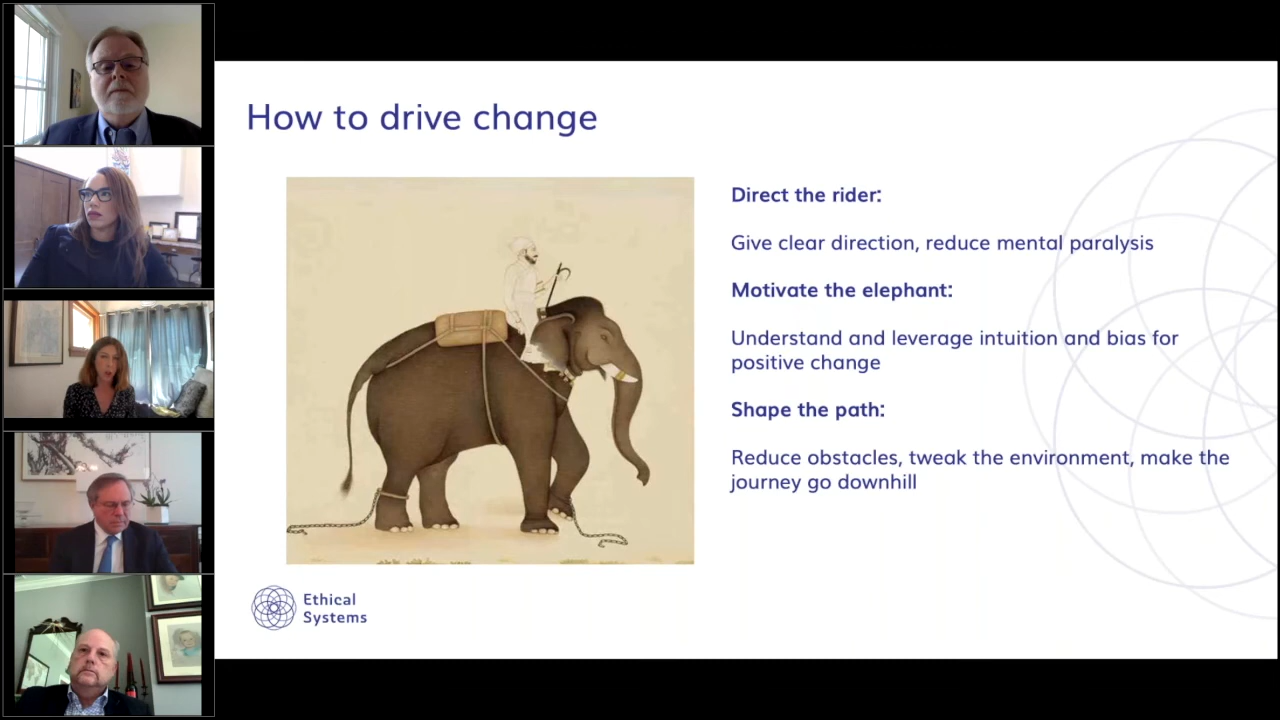 How to drive change
Direct the rider:
Give clear direction, reduce mental paralysis
Motivate the elephant:
Understand and leverage intuition and bias for
positive change
Shape the path:
Reduce obstacles, tweak the environment, make the
journey go downhill
Ethical
Systems